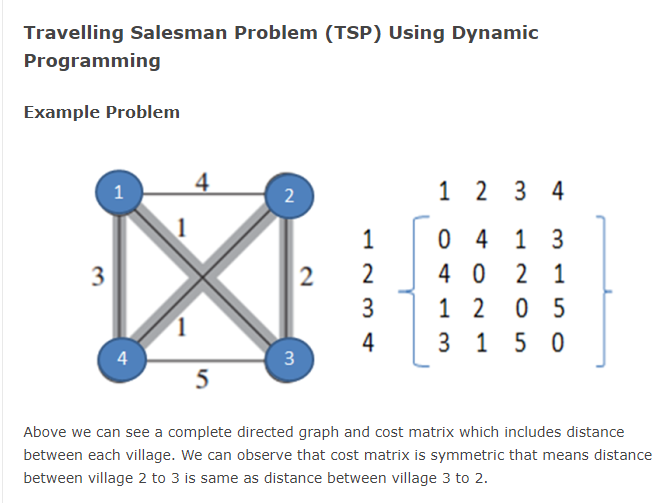 Travelling Salesman Problem (TSP) Using Dynamic
Programming
Example Problem
4
1
2
1
3
2
1
4
3
5
1 2 3 4
1 0 4 1 3
2 4 0 2 1
3 1 2 0 5
4 3 1 5 0
Above we can see a complete directed graph and cost matrix which includes distance
between each village. We can observe that cost matrix is symmetric that means distance
between village 2 to 3 is same as distance between village 3 to 2.